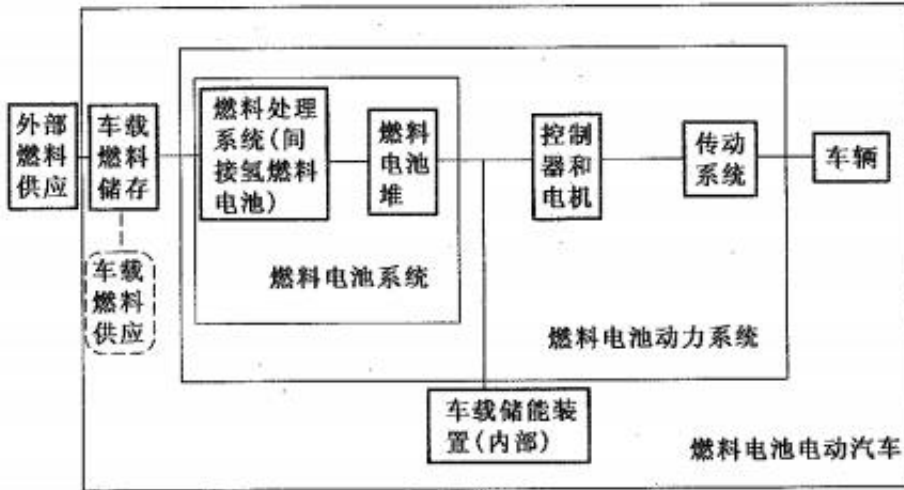 外部
燃料
供应
车载
燃料
储存
车载
燃料
供应
燃料处理
系统(间
接氢燃料
电池)
燃料
电池
堆
燃料电池系统
控制
器和
电机
传动
系统
车辆
燃料电池动力系统
车载储能装
置(内部)
燃料电池电动汽车